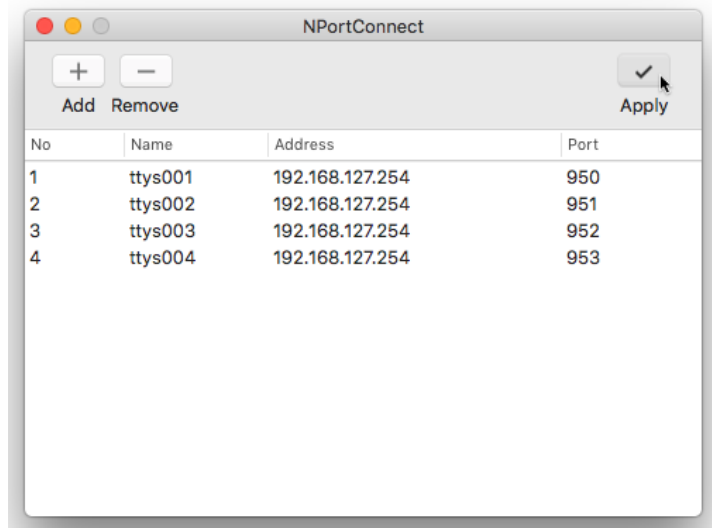 NPortConnect
Add Remove Apply
No Name Address Port
1 ttys001 192.168.127.254 950
2 ttys002 192.168.127.254 951
3 ttys003 192.168.127.254 952
4 ttys004 192.168.127.254 953